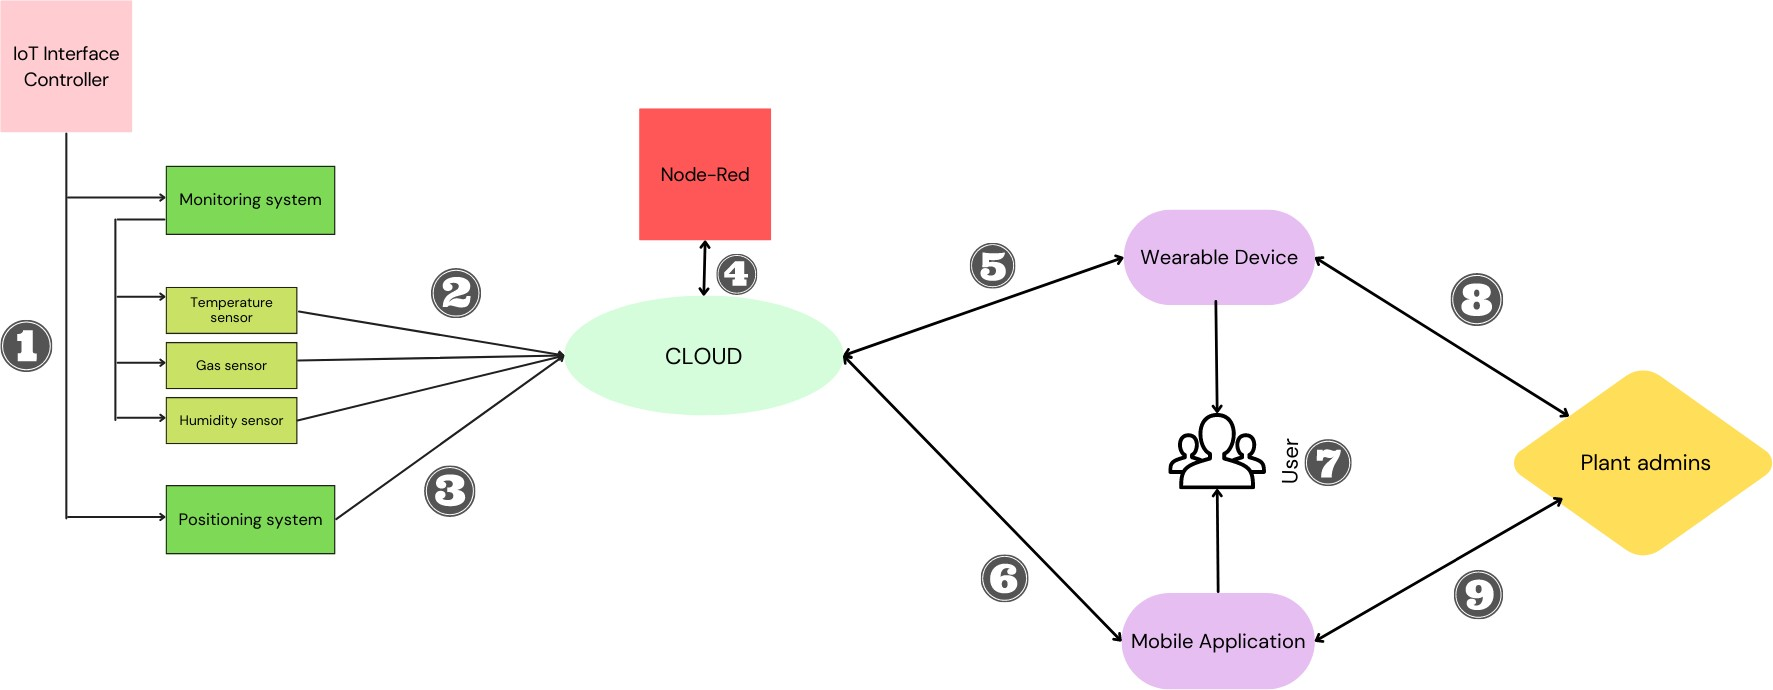 IoT Interface
Controller
Monitoring system
Temperature
sensor
Gas sensor
Humidity sensor
Positioning system
1
2
3
Node-Red
4
CLOUD
5
6
Wearable Device
User
7
Mobile Application
8
9
Plant admins